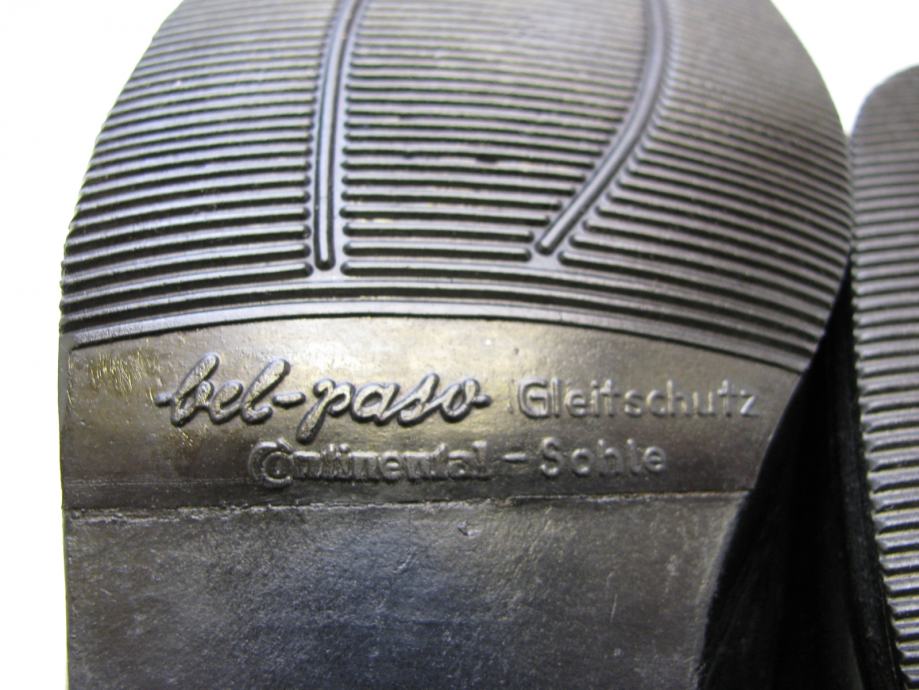 bel-paso Gleitschutz
Continental - Sohle